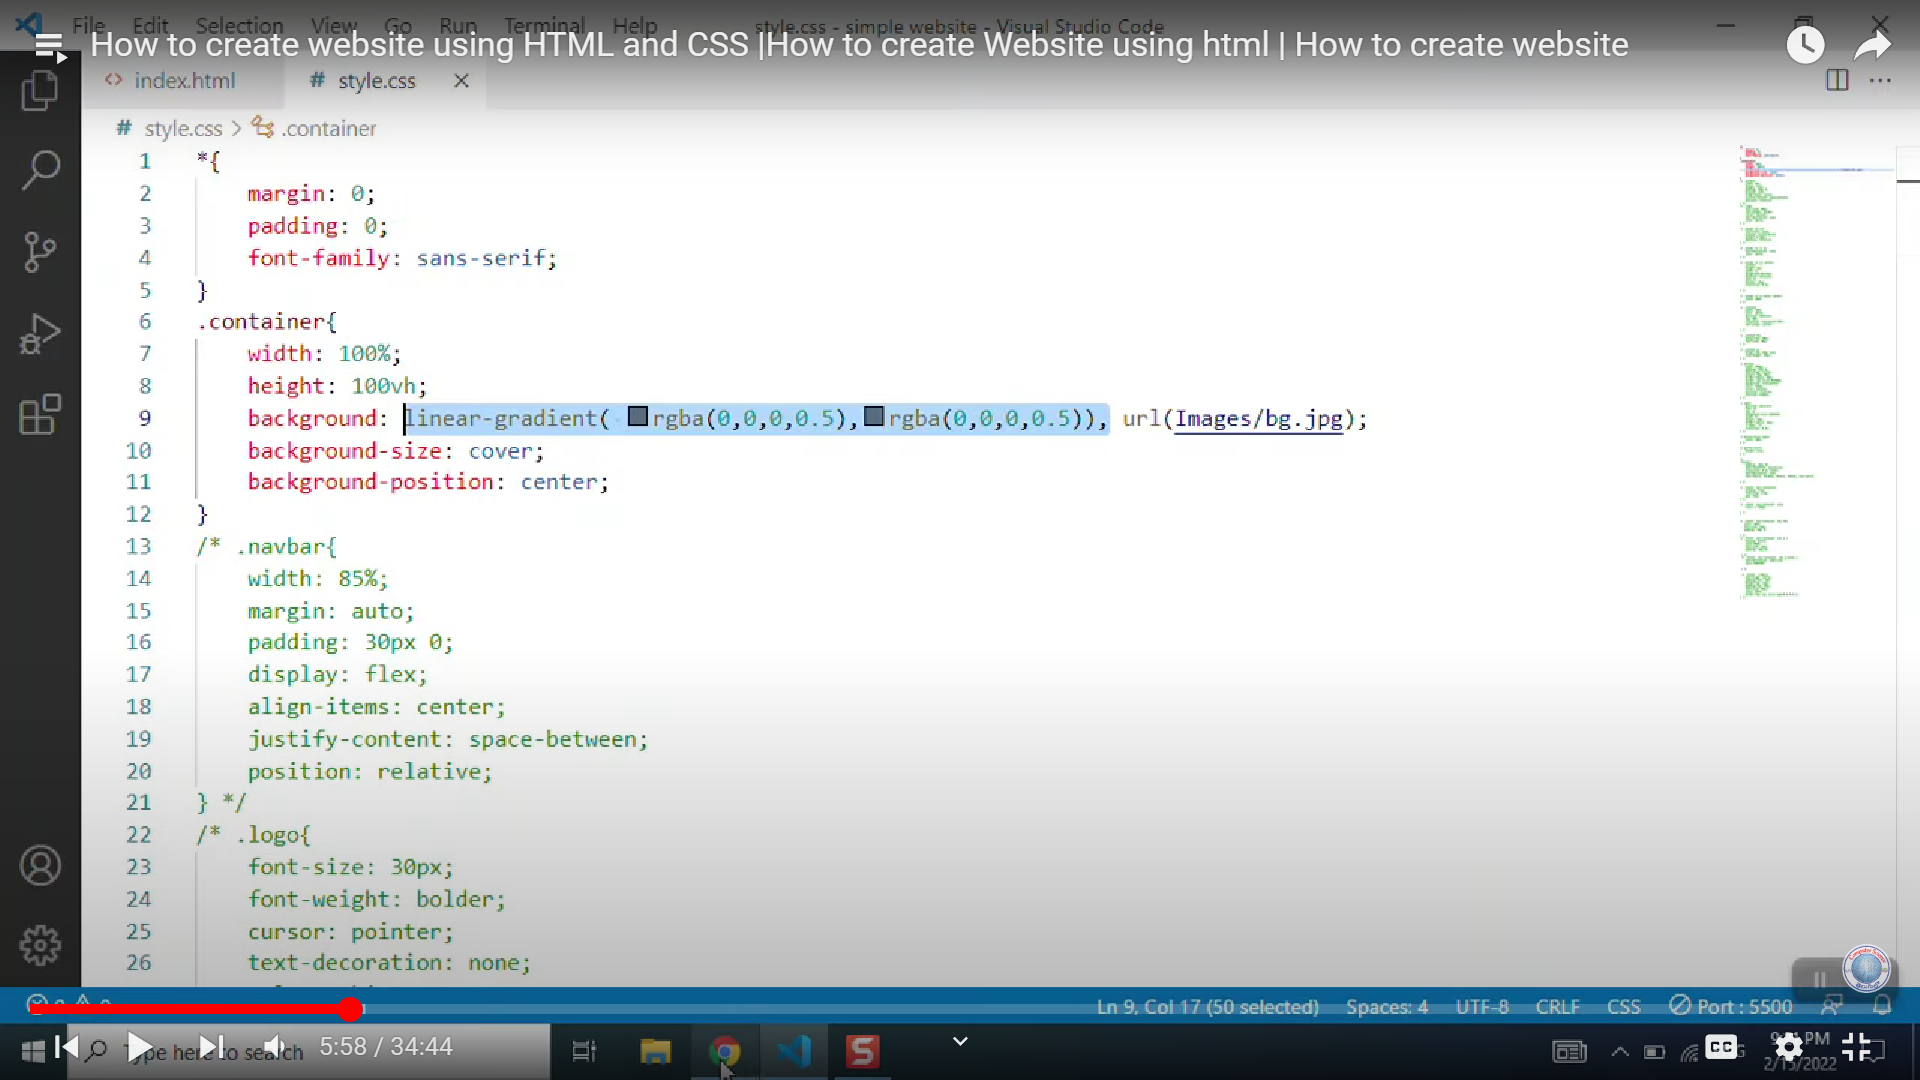 File Edit Selection View Go Run Terminal Help style.css - simple website - Visual Studio Code
How to create website using HTML and CSS |How to create Website using html | How to create website
index.html style.css
# style.css > .container
1 *{
2 margin: 0;
3 padding: 0;
4 font-family: sans-serif;
5 }
6 .container{
7 width: 100%;
8 height: 100vh;
9 background: linear-gradient( rgba(0,0,0,0.5), rgba(0,0,0,0.5)), url(Images/bg.jpg);
10 background-size: cover;
11 background-position: center;
12 }
13 /* .navbar{
14 width: 85%;
15 margin: auto;
16 padding: 30px 0;
17 display: flex;
18 align-items: center;
19 justify-content: space-between;
20 position: relative;
21 } */
22 /* .logo{
23 font-size: 30px;
24 font-weight: bolder;
25 cursor: pointer;
26 text-decoration: none;
Ln 9, Col 17 (50 selected) Spaces: 4 UTF-8 CRLF CSS Port : 5500
Type here to search 5:58 / 34:44 CC PM
2/15/2022